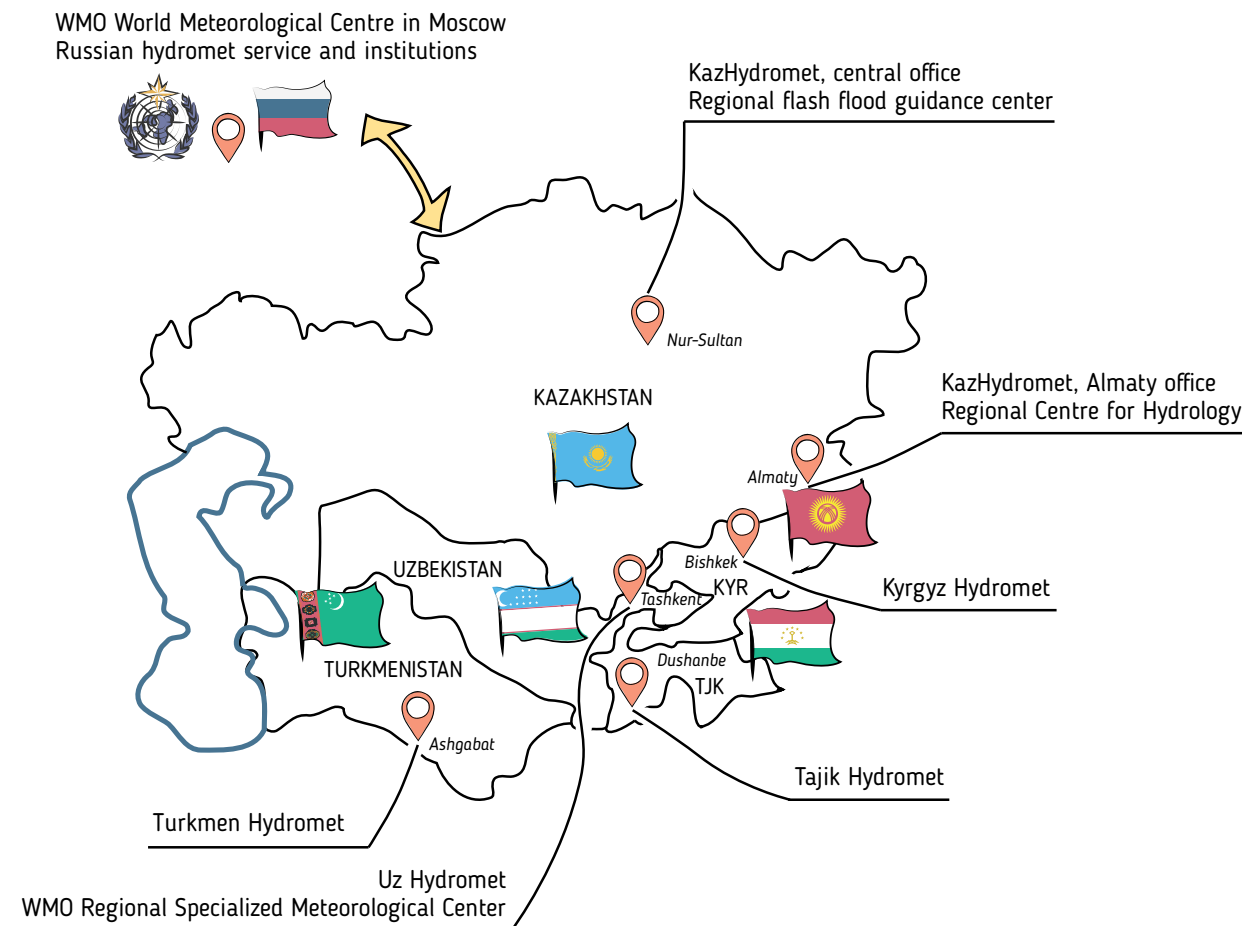 WMO World Meteorological Centre in Moscow
Russian hydromet service and institutions
KazHydromet, central office
Regional flash flood guidance center
Nur-Sultan
KAZAKHSTAN
KazHydromet, Almaty office
Regional Centre for Hydrology
Almaty
Bishkek
UZBEKISTAN
KYR
Kyrgyz Hydromet
Tashkent
Dushanbe
TURKMENISTAN
TJK
Ashgabat
Tajik Hydromet
Turkmen Hydromet
Uz Hydromet
WMO Regional Specialized Meteorological Center